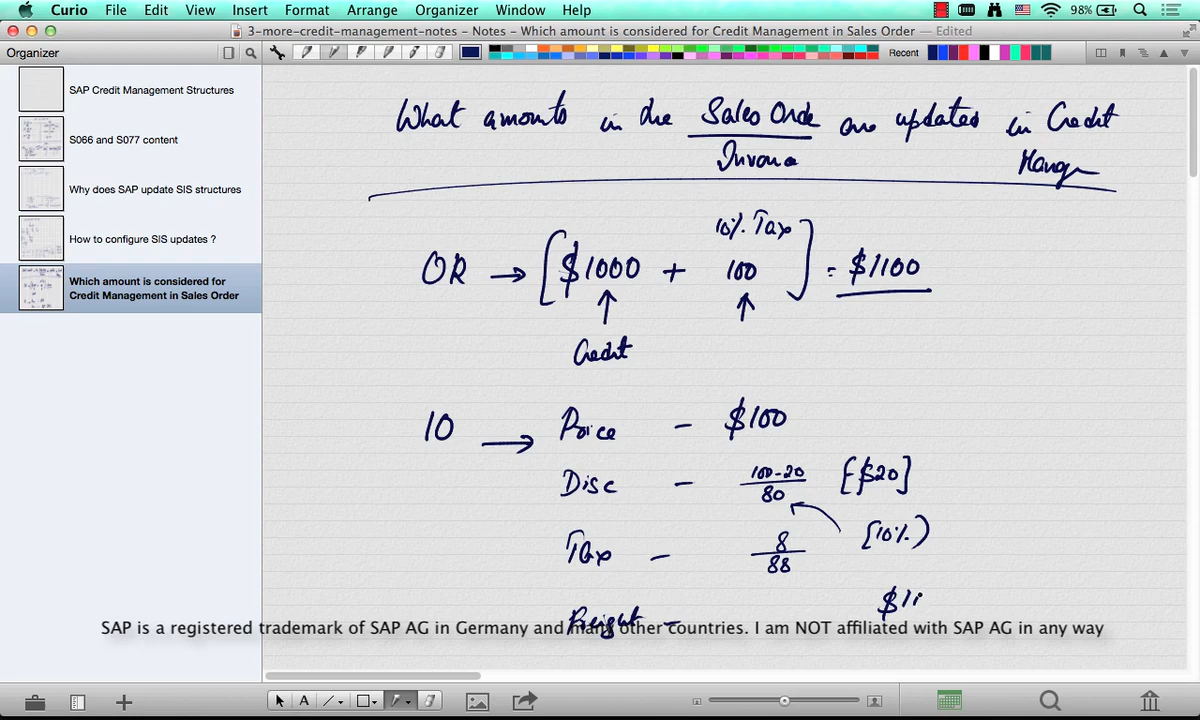 Curio File Edit View Insert Format Arrange Organizer Window Help 98%
3-more-credit-management-notes – Notes – Which amount is considered for Credit Management in Sales Order — Edited
Organizer
Recent
SAP Credit Management Structures
S066 and S077 content
Why does SAP update SIS structures
How to configure SIS updates ?
Which amount is considered for
Credit Management in Sales Order
What amounts in the Sales Order are updates in Credit
10% Tax
OR → [$1000 + 100] = $1100
Credit
10 → Price - $100
Disc - 100-20 [$20]
80
Tax - 8 (10%)
88
Freight -
SAP is a registered trademark of SAP AG in Germany and many other countries. I am NOT affiliated with SAP AG in any way
A